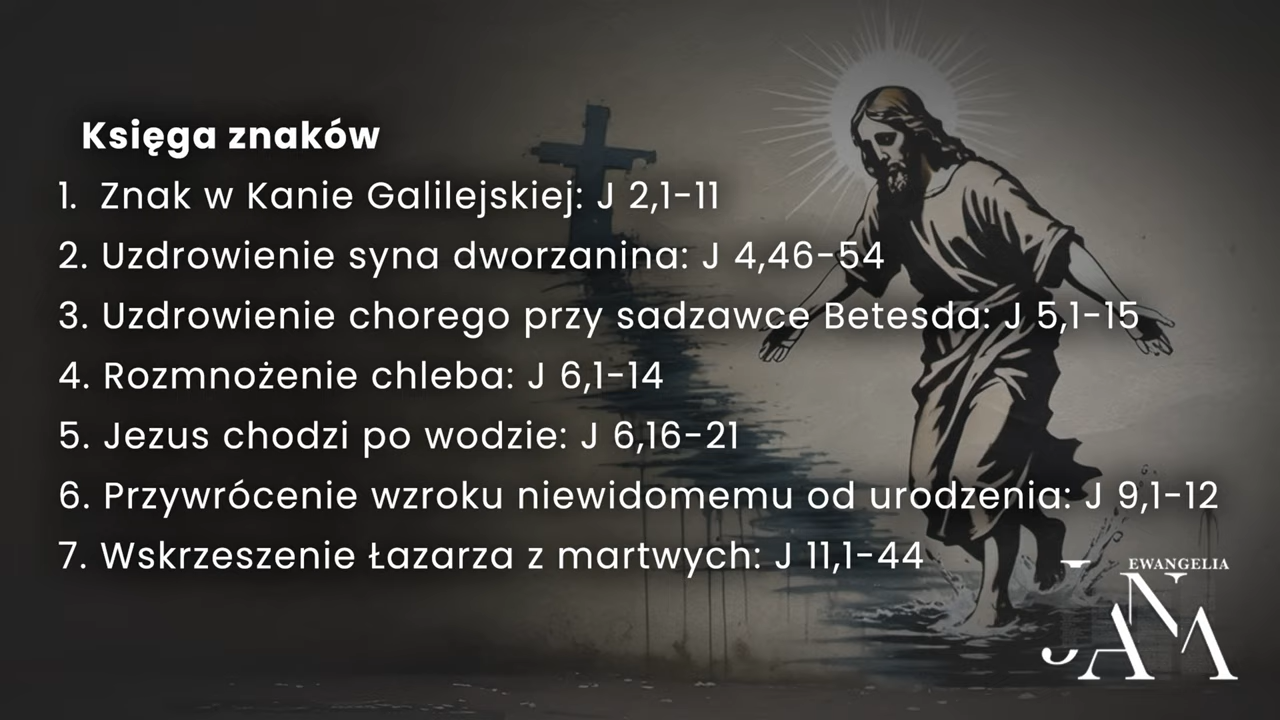 Księga znaków
1. Znak w Kanie Galilejskiej: J 2,1-11
2. Uzdrowienie syna dworzanina: J 4,46-54
3. Uzdrowienie chorego przy sadzawce Betesda: J 5,1-15
4. Rozmnożenie chleba: J 6,1-14
5. Jezus chodzi po wodzie: J 6,16-21
6. Przywrócenie wzroku niewidomemu od urodzenia: J 9,1-12
7. Wskrzeszenie Łazarza z martwych: J 11,1-44
EWANGELIA
JANA